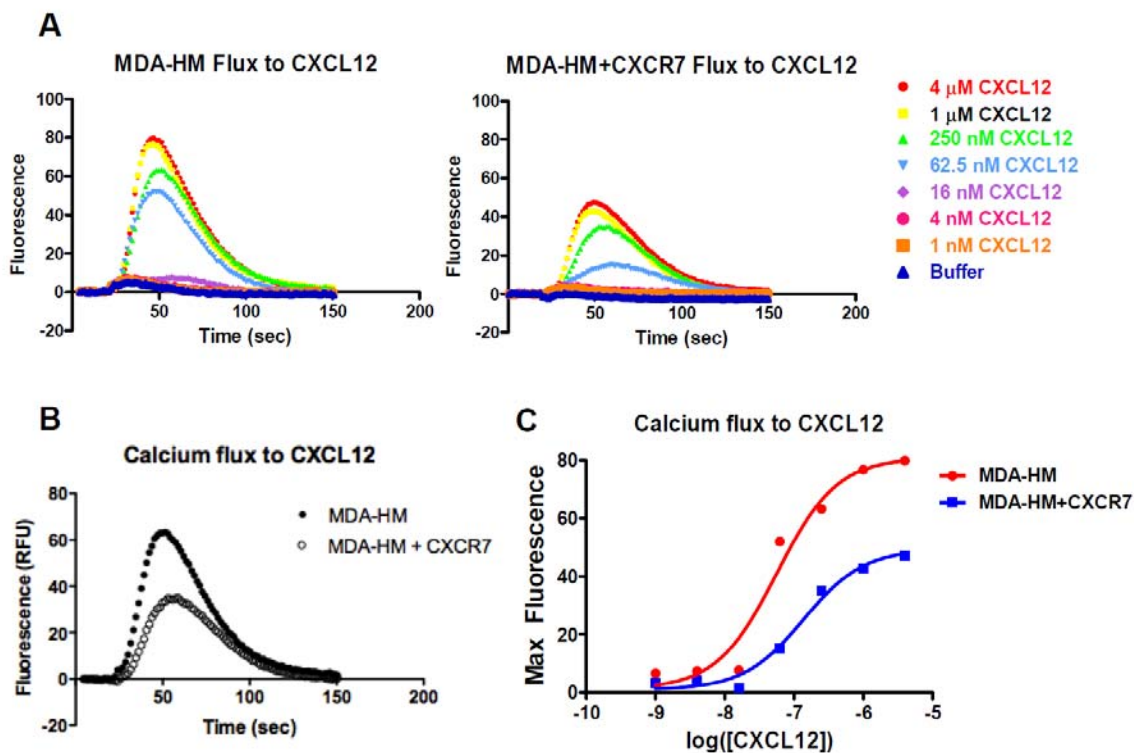 A
MDA-HM Flux to CXCL12
100
80
60
40
20
0
-20
50
100
150
200
Fluorescence
Time (sec)
MDA-HM+CXCR7 Flux to CXCL12
100
80
60
40
20
0
-20
50
100
150
200
Fluorescence
Time (sec)
4 μM CXCL12
1 μM CXCL12
250 nM CXCL12
62.5 nM CXCL12
16 nM CXCL12
4 nM CXCL12
1 nM CXCL12
Buffer
B
Calcium flux to CXCL12
80
60
40
20
0
-20
50
100
150
200
Fluorescence (RFU)
Time (sec)
MDA-HM
MDA-HM + CXCR7
C
Calcium flux to CXCL12
80
60
40
20
0
-10
-9
-8
-7
-6
-5
Max Fluorescence
log([CXCL12])
MDA-HM
MDA-HM+CXCR7